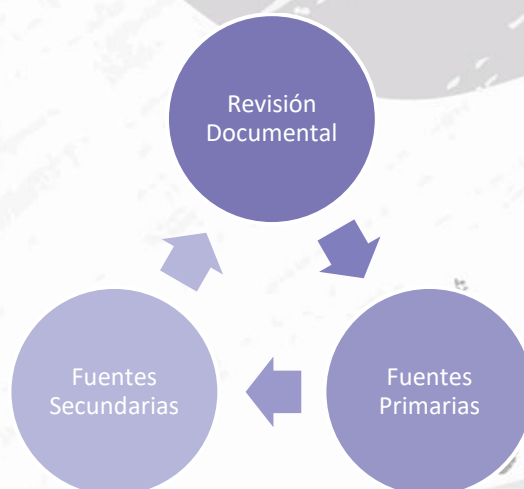 Revisión
Documental
Fuentes
Primarias
Fuentes
Secundarias